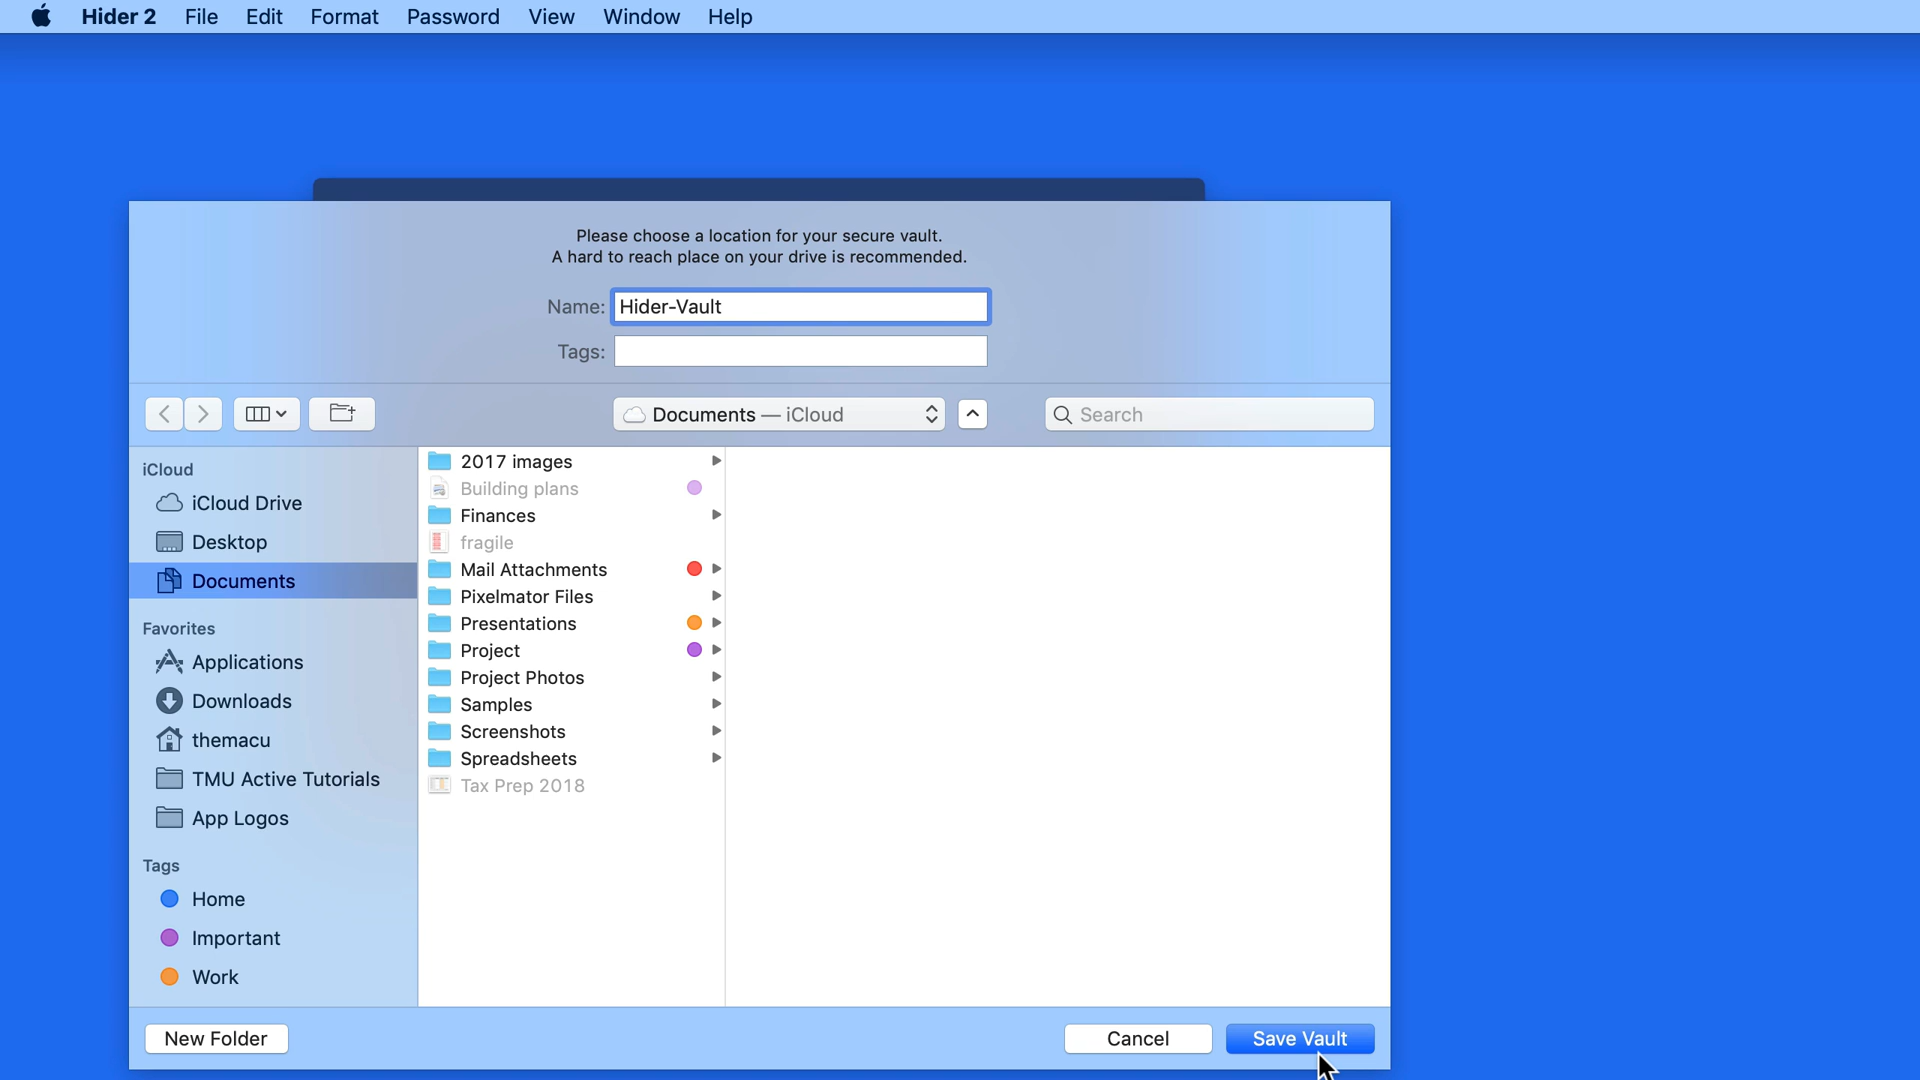 Hider 2 File Edit Format Password View Window Help
Please choose a location for your secure vault.
A hard to reach place on your drive is recommended.
Name: Hider-Vault
Tags:
Documents — iCloud
Search
iCloud
iCloud Drive
Desktop
Documents
Favorites
Applications
Downloads
themacu
TMU Active Tutorials
App Logos
Tags
Home
Important
Work
2017 images
Building plans
Finances
fragile
Mail Attachments
Pixelmator Files
Presentations
Project
Project Photos
Samples
Screenshots
Spreadsheets
Tax Prep 2018
New Folder
Cancel
Save Vault